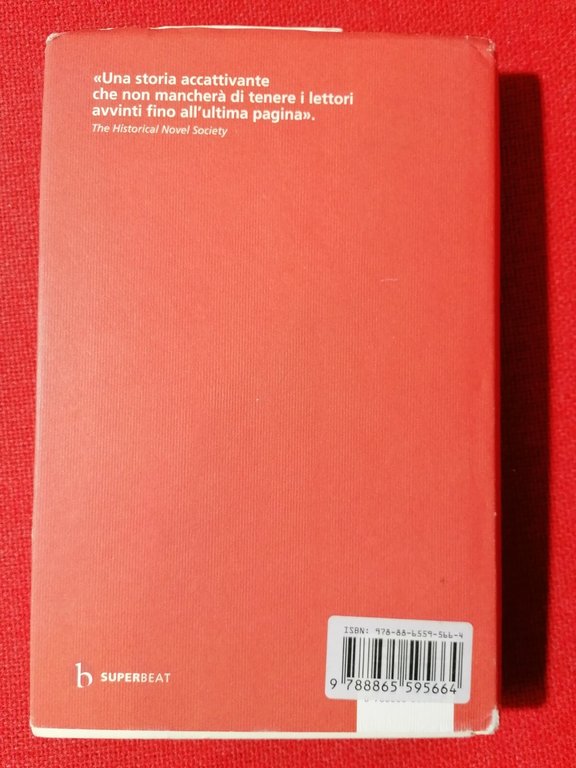 «Una storia accattivante
che non mancherà di tenere i lettori
avvinti fino all'ultima pagina».
The Historical Novel Society
ISBN: 978-88-6559-566-4
9 788865 595664
b SUPERBEAT